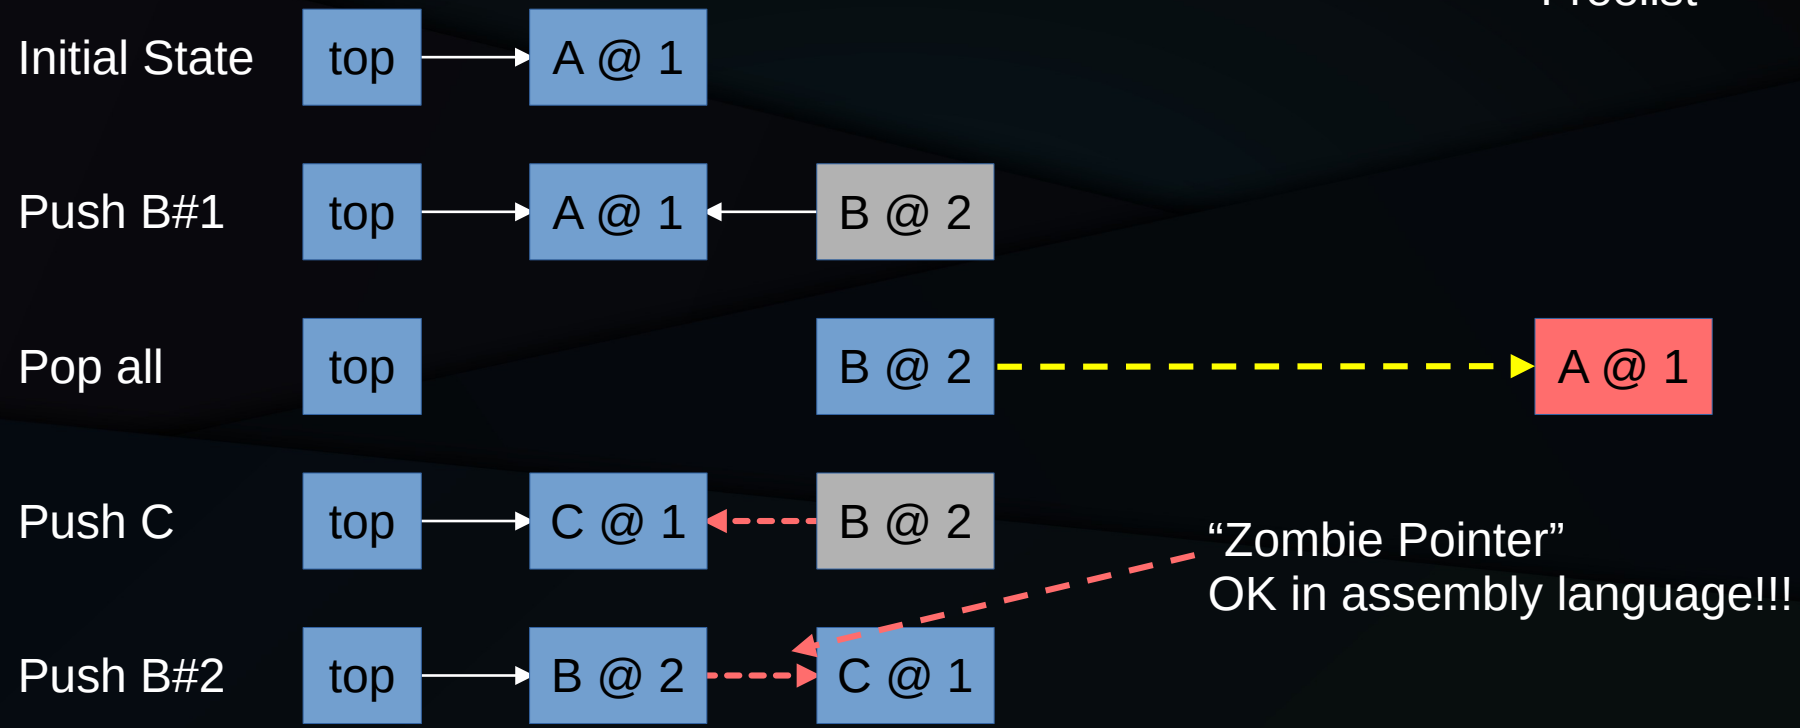 Initial State top A @ 1
Push B#1 top A @ 1 B @ 2
Pop all top B @ 2 A @ 1
Push C top C @ 1 B @ 2
“Zombie Pointer”
OK in assembly language!!!
Push B#2 top B @ 2 C @ 1